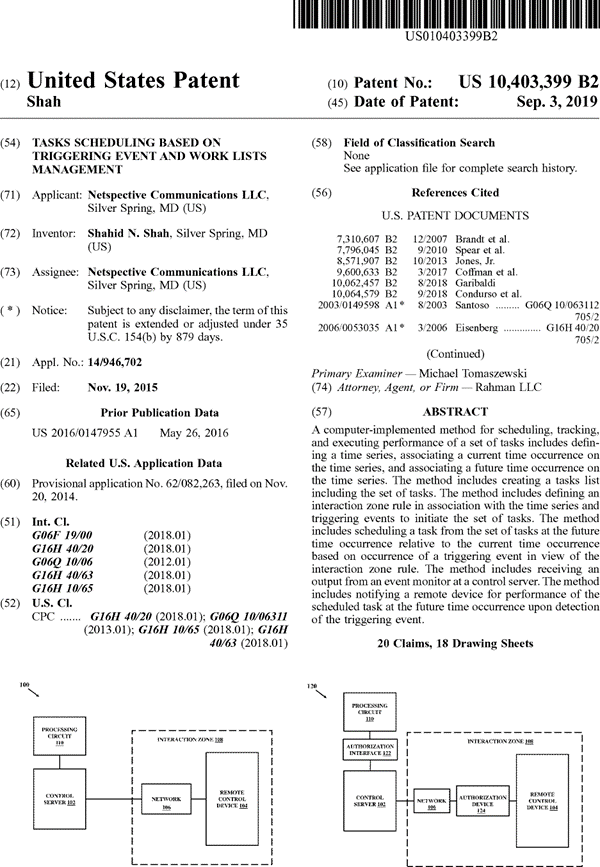 US010403399B2
(12) United States Patent
Shah
(10) Patent No.: US 10,403,399 B2
(45) Date of Patent: Sep. 3, 2019
(54) TASKS SCHEDULING BASED ON
TRIGGERING EVENT AND WORK LISTS
MANAGEMENT
(71) Applicant: Netspective Communications LLC,
Silver Spring, MD (US)
(72) Inventor: Shahid N. Shah, Silver Spring, MD
(US)
(73) Assignee: Netspective Communications LLC,
Silver Spring, MD (US)
( * ) Notice: Subject to any disclaimer, the term of this
patent is extended or adjusted under 35
U.S.C. 154(b) by 879 days.
(21) Appl. No.: 14/946,702
(22) Filed: Nov. 19, 2015
(65) Prior Publication Data
US 2016/0147955 A1 May 26, 2016
Related U.S. Application Data
(60) Provisional application No. 62/082,263, filed on Nov.
20, 2014.
(51) Int. Cl.
G06F 19/00 (2018.01)
G16H 40/20 (2018.01)
G06Q 10/06 (2012.01)
G16H 40/63 (2018.01)
G16H 10/65 (2018.01)
(52) U.S. Cl.
CPC ....... G16H 40/20 (2018.01); G06Q 10/06311
(2013.01); G16H 10/65 (2018.01); G16H
40/63 (2018.01)
(58) Field of Classification Search
None
See application file for complete search history.
(56) References Cited
U.S. PATENT DOCUMENTS
7,310,607 B2 12/2007 Brandt et al.
7,796,045 B2 9/2010 Spear et al.
8,571,907 B2 10/2013 Jones, Jr.
9,600,633 B2 3/2017 Coffman et al.
10,062,457 B2 8/2018 Garibaldi
10,064,579 B2 9/2018 Condurso et al.
2003/0149598 A1* 8/2003 Santoso ......... G06Q 10/063112
705/2
2006/0053035 A1* 3/2006 Eisenberg .............. G16H 40/20
705/2
(Continued)
Primary Examiner — Michael Tomaszewski
(74) Attorney, Agent, or Firm — Rahman LLC
(57) ABSTRACT
A computer-implemented method for scheduling, tracking,
and executing performance of a set of tasks includes defin-
ing a time series, associating a current time occurrence on
the time series, and associating a future time occurrence on
the time series. The method includes creating a tasks list
including the set of tasks. The method includes defining an
interaction zone rule in association with the time series and
triggering events to initiate the set of tasks. The method
includes scheduling a task from the set of tasks at the future
time occurrence relative to the current time occurrence
based on occurrence of a triggering event in view of the
interaction zone rule. The method includes receiving an
output from an event monitor at a control server. The method
includes notifying a remote device for performance of the
scheduled task at the future time occurrence upon detection
of the triggering event.
20 Claims, 18 Drawing Sheets
100
PROCESSING
CIRCUIT
110
CONTROL
SERVER 102
INTERACTION ZONE 108
NETWORK
106
REMOTE
CONTROL
DEVICE 104
120
PROCESSING
CIRCUIT
110
AUTHORIZATION
INTERFACE 122
CONTROL
SERVER 102
INTERACTION ZONE 108
NETWORK
106
AUTHORIZATION
DEVICE
124
REMOTE
CONTROL
DEVICE 104